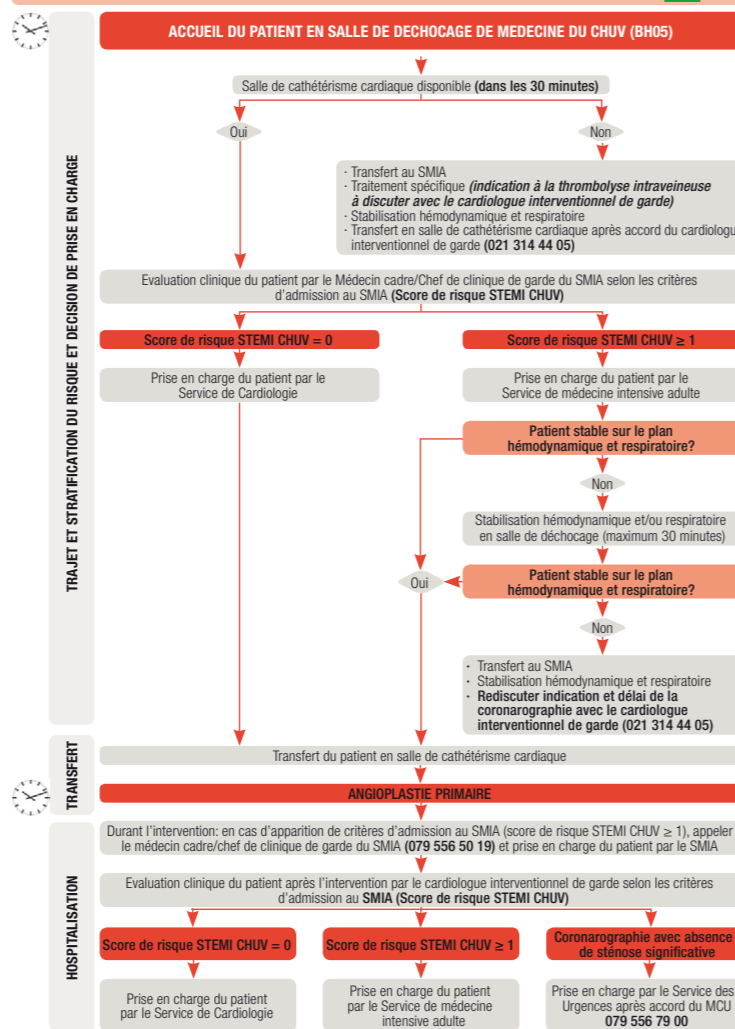 ACCUEIL DU PATIENT EN SALLE DE DECHOCAGE DE MEDECINE DU CHUV (BH05)
Salle de cathétérisme cardiaque disponible (dans les 30 minutes)
Oui
Non
· Transfert au SMIA
· Traitement spécifique (indication à la thrombolyse intraveineuse
à discuter avec le cardiologue interventionnel de garde)
· Stabilisation hémodynamique et respiratoire
· Transfert en salle de cathétérisme cardiaque après accord du cardiologue
interventionnel de garde (021 314 44 05)
Evaluation clinique du patient par le Médecin cadre/Chef de clinique de garde du SMIA selon les critères
d'admission au SMIA (Score de risque STEMI CHUV)
Score de risque STEMI CHUV = 0
Score de risque STEMI CHUV ≥ 1
Prise en charge du patient par le
Service de Cardiologie
Prise en charge du patient par le
Service de médecine intensive adulte
Patient stable sur le plan
hémodynamique et respiratoire?
Non
Stabilisation hémodynamique et/ou respiratoire
en salle de déchocage (maximum 30 minutes)
Oui
Patient stable sur le plan
hémodynamique et respiratoire?
Non
· Transfert au SMIA
· Stabilisation hémodynamique et respiratoire
· Rediscuter indication et délai de la
coronarographie avec le cardiologue
interventionnel de garde (021 314 44 05)
TRAJET ET STRATIFICATION DU RISQUE ET DECISION DE PRISE EN CHARGE
Transfert du patient en salle de cathétérisme cardiaque
TRANSFERT
ANGIOPLASTIE PRIMAIRE
Durant l'intervention: en cas d'apparition de critères d'admission au SMIA (score de risque STEMI CHUV ≥ 1), appeler
le médecin cadre/chef de clinique de garde du SMIA (079 556 50 19) et prise en charge du patient par le SMIA
Evaluation clinique du patient après l'intervention par le cardiologue interventionnel de garde selon les critères
d'admission au SMIA (Score de risque STEMI CHUV)
HOSPITALISATION
Score de risque STEMI CHUV = 0
Score de risque STEMI CHUV ≥ 1
Coronarographie avec absence
de sténose significative
Prise en charge du patient
par le Service de Cardiologie
Prise en charge du patient
par le Service de médecine
intensive adulte
Prise en charge par le Service des
Urgences après accord du MCU
079 556 79 00